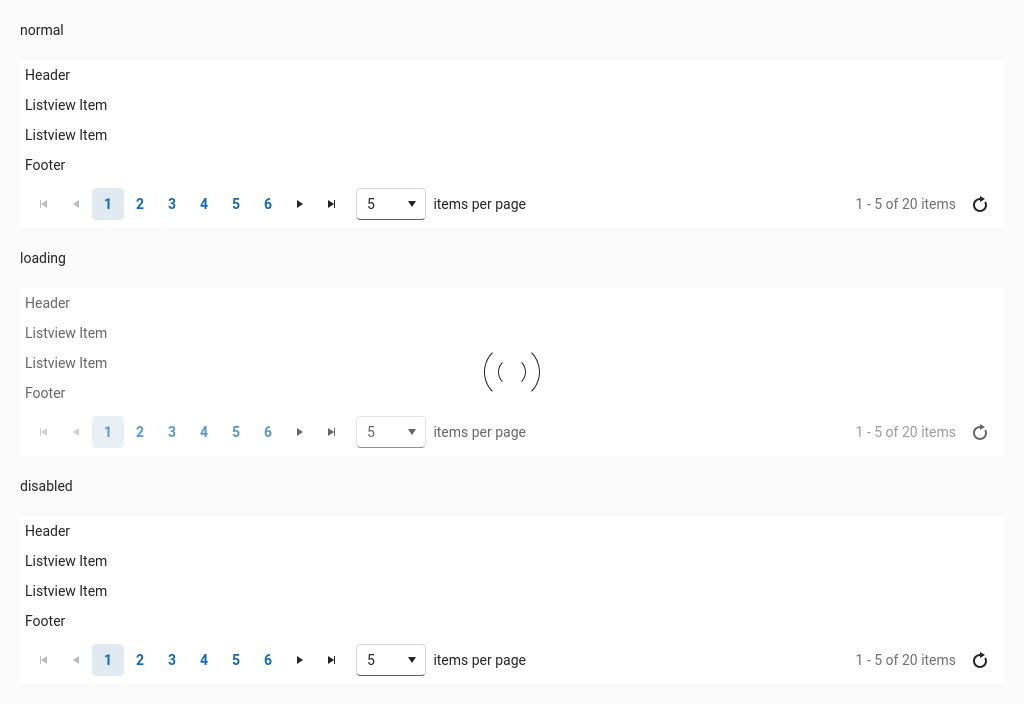 normal
Header
Listview Item
Listview Item
Footer
1 2 3 4 5 6 5 items per page 1 - 5 of 20 items
loading
Header
Listview Item
Listview Item
Footer
1 2 3 4 5 6 5 items per page 1 - 5 of 20 items
disabled
Header
Listview Item
Listview Item
Footer
1 2 3 4 5 6 5 items per page 1 - 5 of 20 items